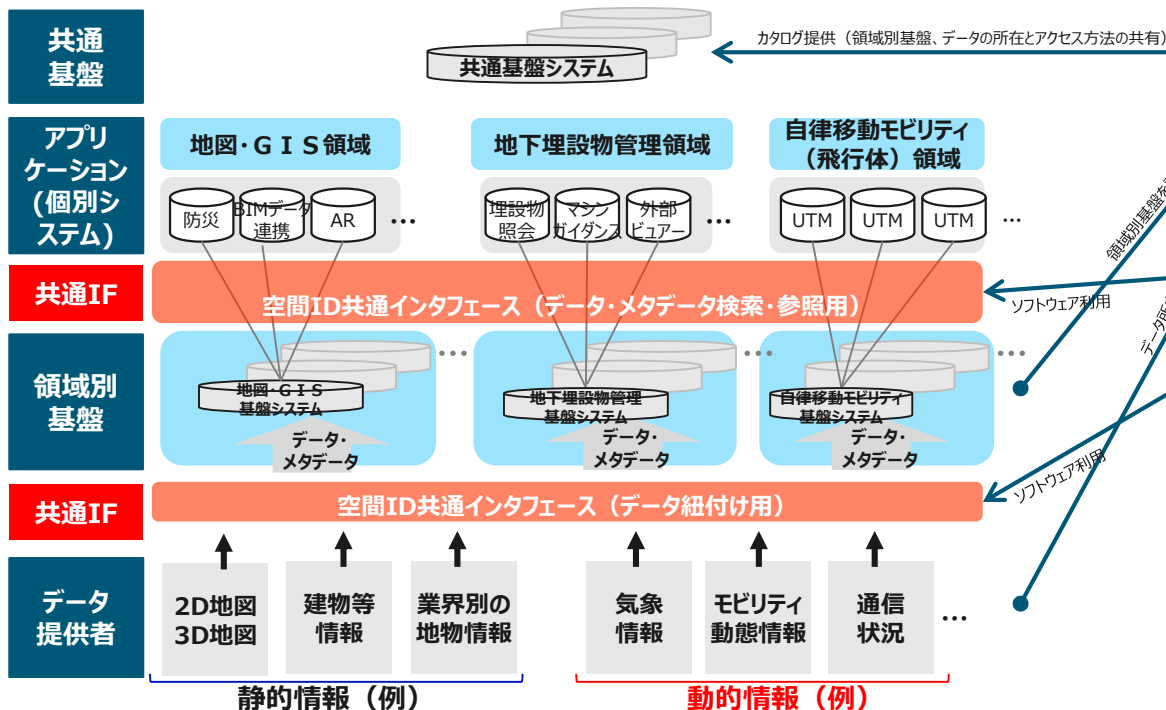 共通
基盤
共通基盤システム
カタログ提供（領域別基盤、データの所在とアクセス方法の共有）
アプリ
ケーション
(個別シ
ステム)
地図・ＧＩＳ領域
地下埋設物管理領域
自律移動モビリティ
（飛行体）領域
防災
BIMデータ
連携
AR
…
埋設物
照会
マシン
ガイダンス
外部
ビュアー
…
UTM
UTM
UTM
…
領域別基盤を
共通IF
空間ID共通インタフェース（データ・メタデータ検索・参照用）
ソフトウェア利用
領域別
基盤
…
地図・ＧＩＳ
基盤システム
データ・
メタデータ
…
地下埋設物管理
基盤システム
データ・
メタデータ
…
自律移動モビリティ
基盤システム
データ・
メタデータ
共通IF
空間ID共通インタフェース（データ紐付け用）
ソフトウェア利用
データ
提供者
2D地図
3D地図
建物等
情報
業界別の
地物情報
気象
情報
モビリティ
動態情報
通信
状況
…
静的情報（例）
動的情報（例）